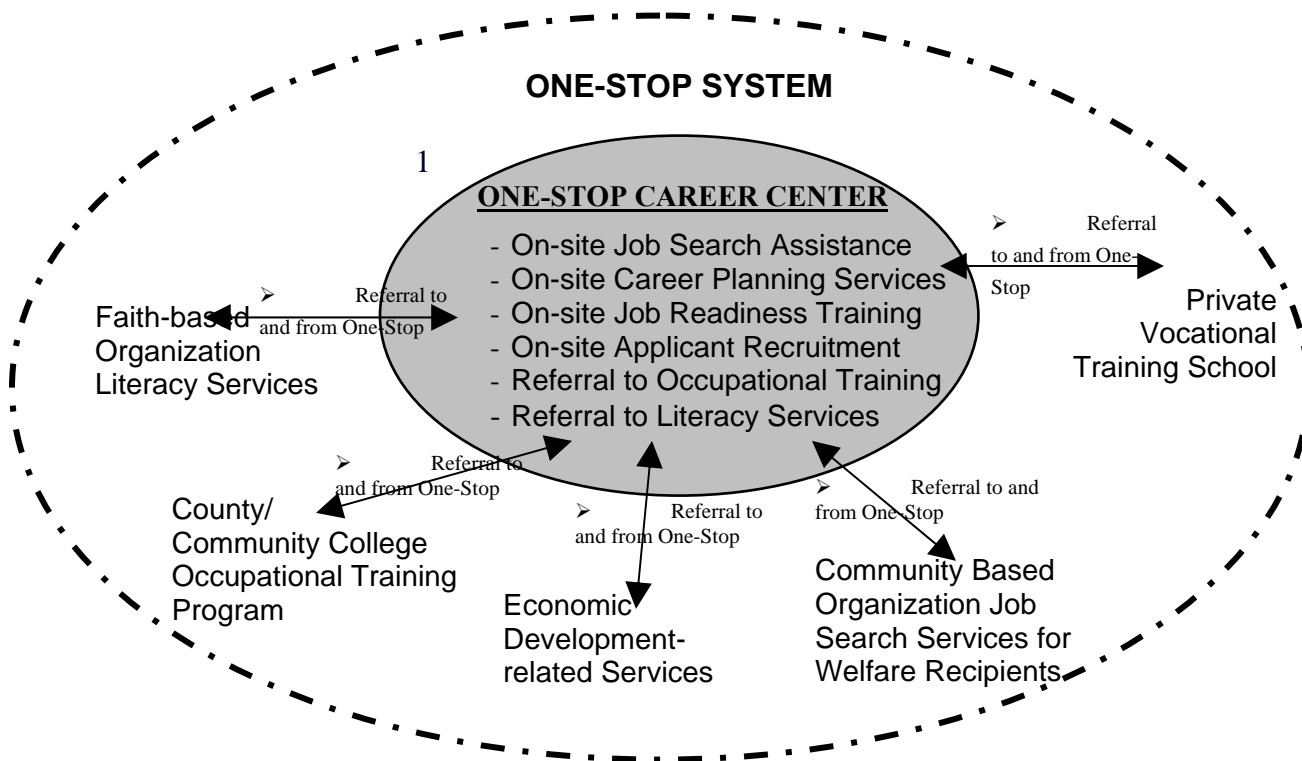 ONE-STOP SYSTEM
1
ONE-STOP CAREER CENTER
- On-site Job Search Assistance
- On-site Career Planning Services
- On-site Job Readiness Training
- On-site Applicant Recruitment
- Referral to Occupational Training
- Referral to Literacy Services
➢ Referral
to and from One-
Stop
Private
Vocational
Training School
➢ Referral to
and from One-Stop
Faith-based
Organization
Literacy Services
➢ Referral to
and from One-Stop
County/
Community College
Occupational Training
Program
➢ Referral to
and from One-Stop
Economic
Development-
related Services
➢ Referral to and
from One-Stop
Community Based
Organization Job
Search Services for
Welfare Recipients